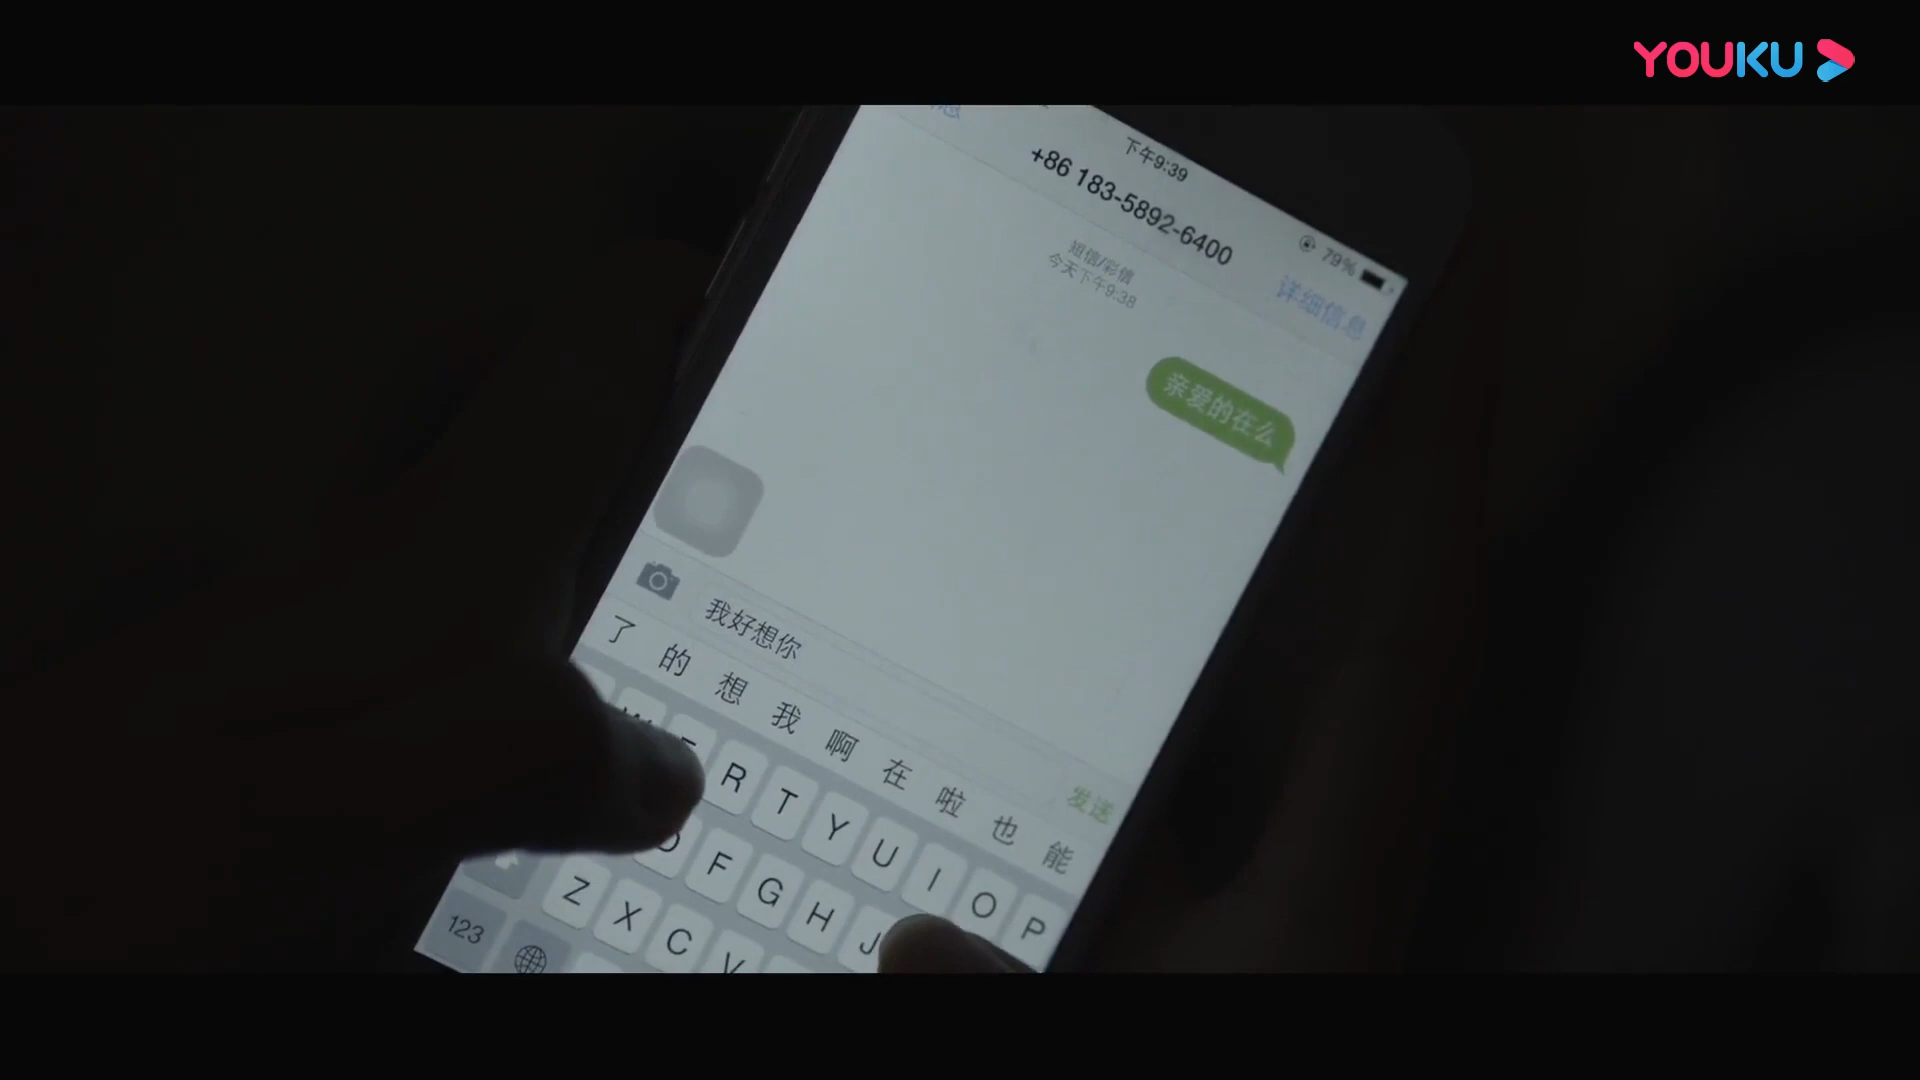 YOUKU
下午9:39
79%
+86 183-5892-6400
详细信息
短信/彩信
今天下午9:38
亲爱的在么
我好想你
发送
了 的 想 我 啊 在 啦 也 能
R T Y U I O P
F G H J
Z X C V
123